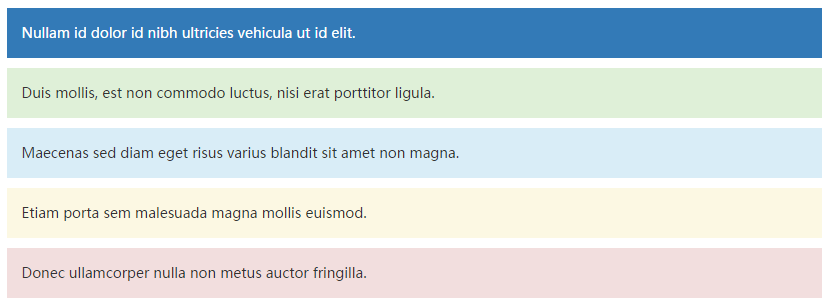 Nullam id dolor id nibh ultricies vehicula ut id elit.
Duis mollis, est non commodo luctus, nisi erat porttitor ligula.
Maecenas sed diam eget risus varius blandit sit amet non magna.
Etiam porta sem malesuada magna mollis euismod.
Donec ullamcorper nulla non metus auctor fringilla.